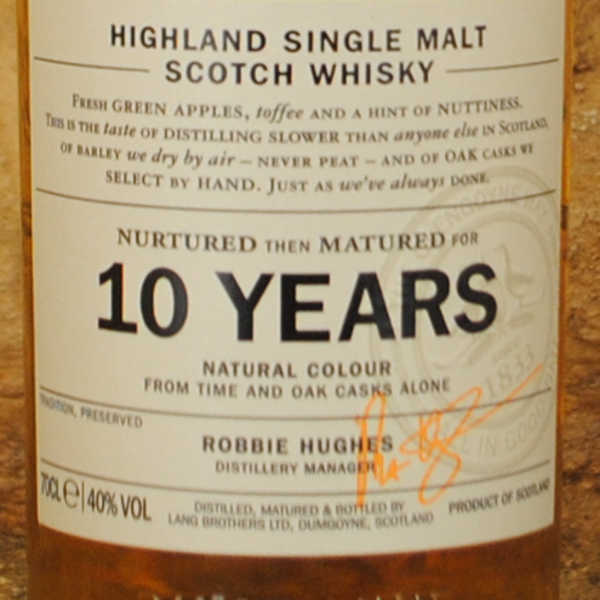 HIGHLAND SINGLE MALT
SCOTCH WHISKY
FRESH GREEN APPLES, toffee AND A HINT OF NUTTINESS.
THIS IS THE taste OF DISTILLING SLOWER THAN anyone else IN SCOTLAND,
OF BARLEY we dry by air – NEVER PEAT – AND OF OAK CASKS WE
SELECT BY HAND. JUST AS we've always DONE.
NURTURED THEN MATURED FOR
10 YEARS
NATURAL COLOUR
FROM TIME AND OAK CASKS ALONE
TRADITION, PRESERVED
ROBBIE HUGHES
DISTILLERY MANAGER
70CL e | 40% VOL
DISTILLED, MATURED & BOTTLED BY
LANG BROTHERS LTD, DUMGOYNE, SCOTLAND
PRODUCT OF SCOTLAND
GLENGOYNE
1833
IN GOOD